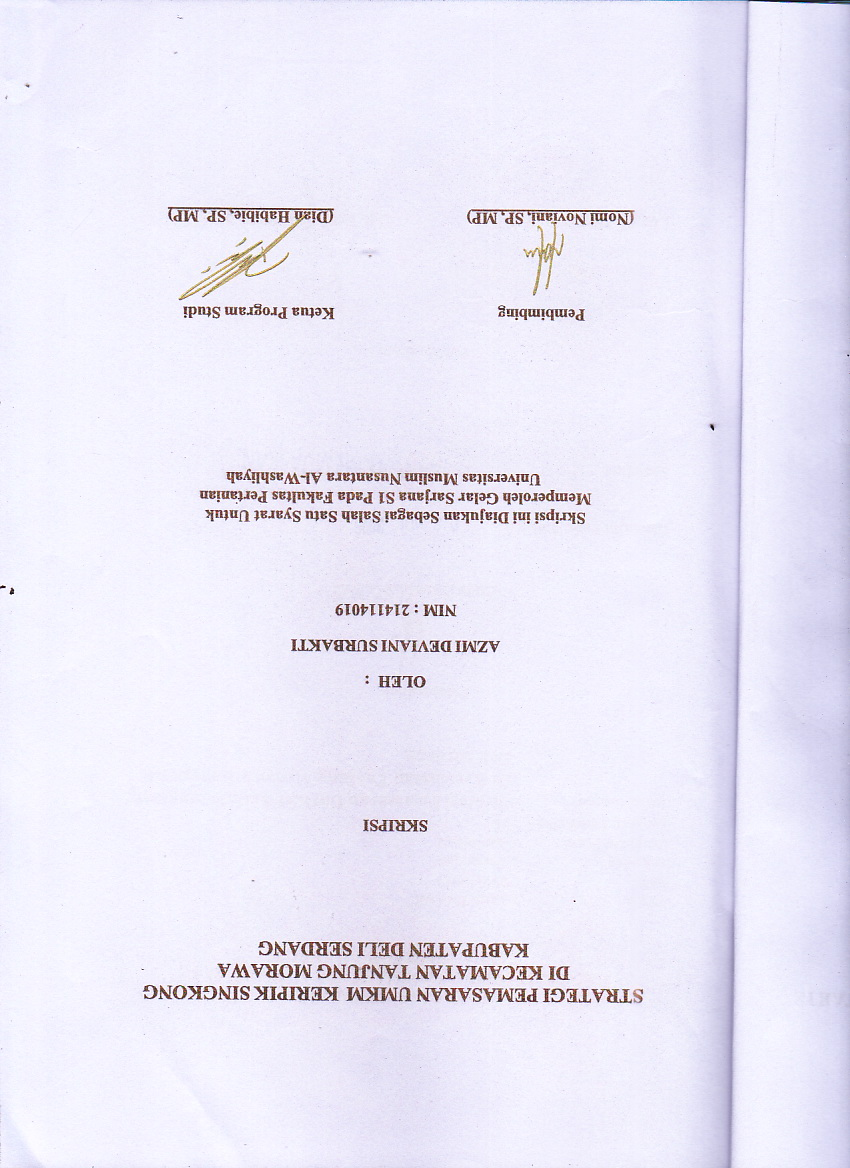 STRATEGI PEMASARAN UMKM KERIPIK SINGKONG
DI KECAMATAN TANJUNG MORAWA
KABUPATEN DELI SERDANG
SKRIPSI
OLEH :
AZMI DEVIANI SURBAKTI
NIM : 214114019
Skripsi ini Diajukan Sebagai Salah Satu Syarat Untuk
Memperoleh Gelar Sarjana S1 Pada Fakultas Pertanian
Universitas Muslim Nusantara Al-Washliyah
Pembimbing Ketua Program Studi
(Nomi Noviani, SP, MP) (Dian Habibie, SP, MP)